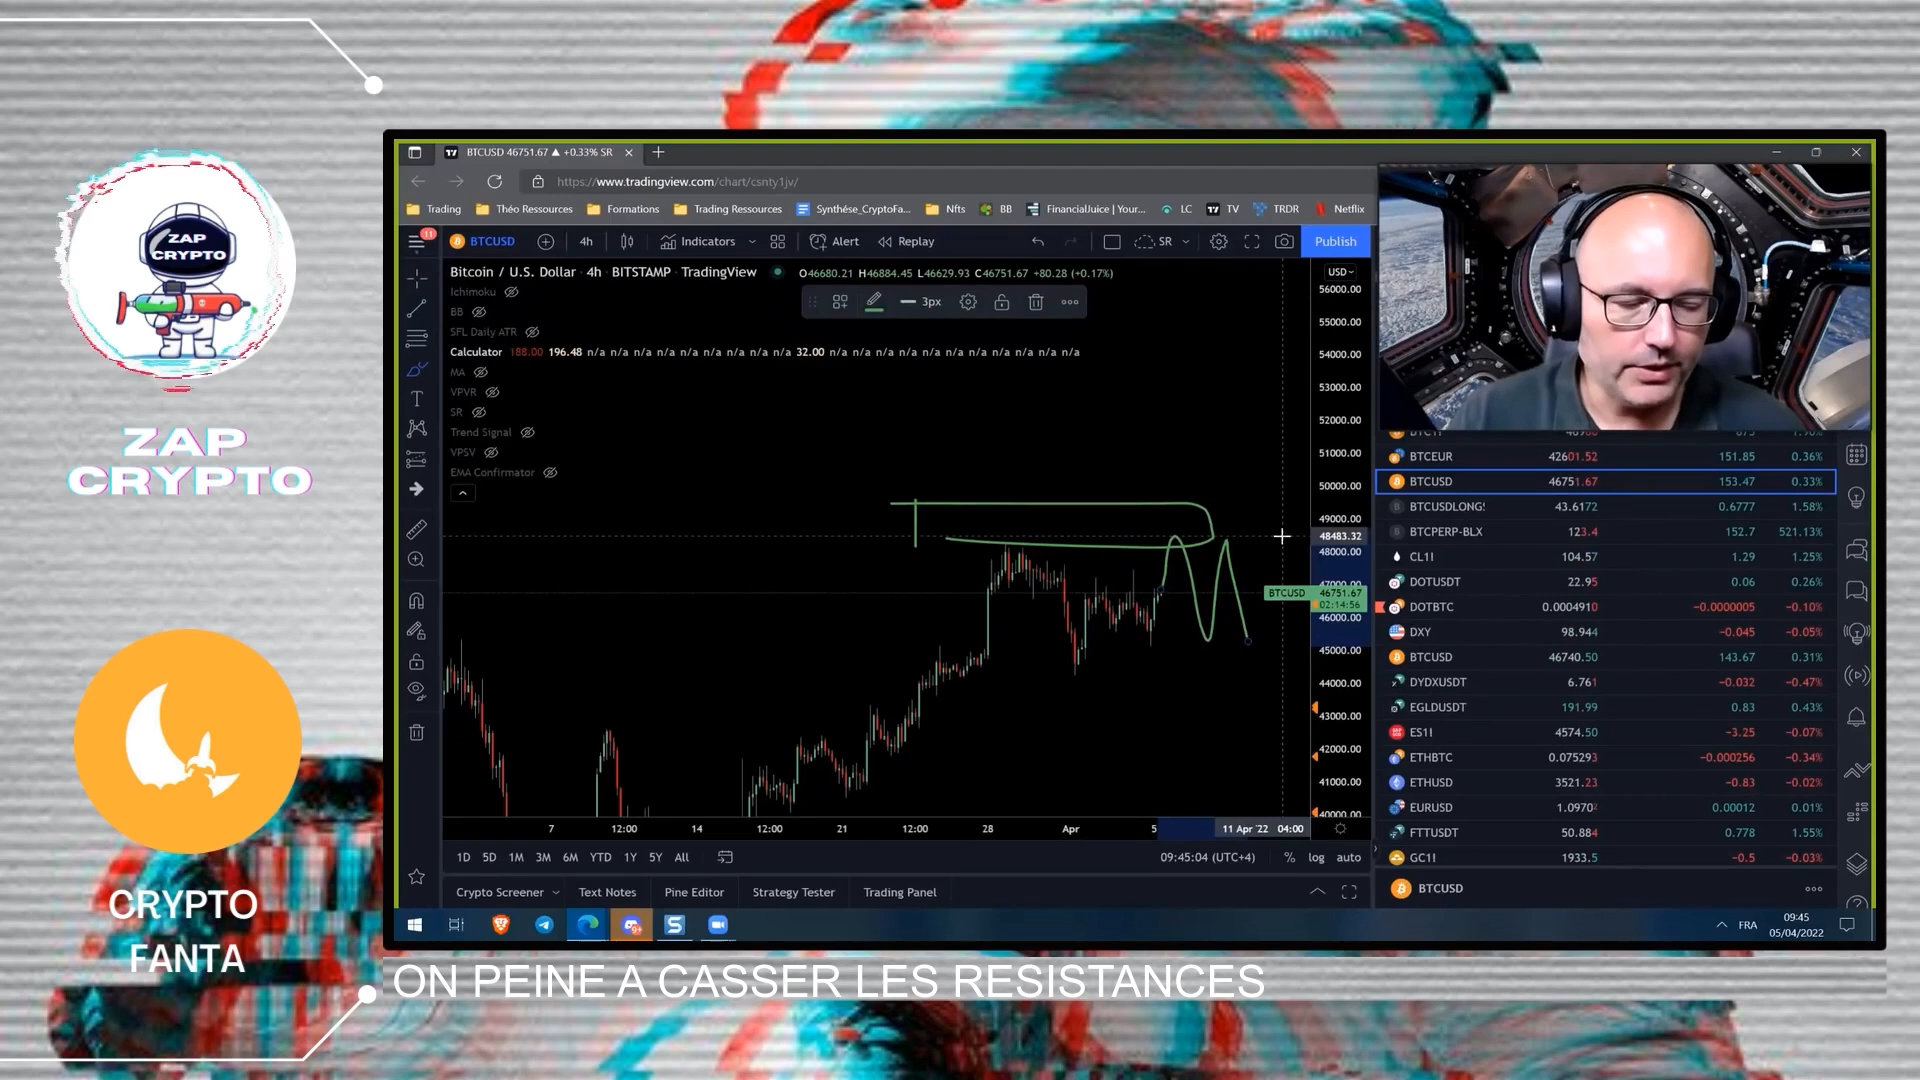 ZAP
CRYPTO
ZAP
CRYPTO
CRYPTO
FANTA
BTCUSD 46751.67 ▲ +0.33% SR
https://www.tradingview.com/chart/csnty1jv/
Trading Théo Ressources Formations Trading Ressources Synthése_CryptoFa... Nfts BB FinancialJuice | Your... LC TV TRDR Netflix
11
BTCUSD 4h Indicators Alert Replay SR Publish
Bitcoin / U.S. Dollar · 4h · BITSTAMP · TradingView O46680.21 H46884.45 L46629.93 C46751.67 +80.28 (+0.17%)
USD
Ichimoku
3px
BB
SFL Daily ATR
Calculator 188.00 196.48 n/a n/a n/a n/a n/a n/a n/a n/a n/a 32.00 n/a n/a n/a n/a n/a n/a n/a n/a n/a n/a n/a
MA
VPVR
SR
Trend Signal
VPSV
EMA Confirmator
56000.00
55000.00
54000.00
53000.00
52000.00
51000.00
50000.00
49000.00
48483.32
48000.00
47000.00
BTCUSD 46751.67
02:14:56
46000.00
45000.00
44000.00
43000.00
42000.00
41000.00
40000.00
7 12:00 14 12:00 21 12:00 28 Apr 5 11 Apr '22 04:00
1D 5D 1M 3M 6M YTD 1Y 5Y All 09:45:04 (UTC+4) % log auto
Crypto Screener Text Notes Pine Editor Strategy Tester Trading Panel
BTCEUR 42601.52 151.85 0.36%
BTCUSD 46751.67 153.47 0.33%
BTCUSDLONG! 43.6172 0.6777 1.58%
BTCPERP-BLX 123.4 152.7 521.13%
CL1! 104.57 1.29 1.25%
DOTUSDT 22.95 0.06 0.26%
DOTBTC 0.0004910 −0.0000005 −0.10%
DXY 98.944 −0.045 −0.05%
BTCUSD 46740.50 143.67 0.31%
DYDXUSDT 6.761 −0.032 −0.47%
EGLDUSDT 191.99 0.83 0.43%
ES1! 4574.50 −3.25 −0.07%
ETHBTC 0.075293 −0.000256 −0.34%
ETHUSD 3521.23 −0.83 −0.02%
EURUSD 1.0970² 0.00012 0.01%
FTTUSDT 50.884 0.778 1.55%
GC1! 1933.5 −0.5 −0.03%
BTCUSD
9+
FRA
09:45
05/04/2022
ON PEINE A CASSER LES RESISTANCES